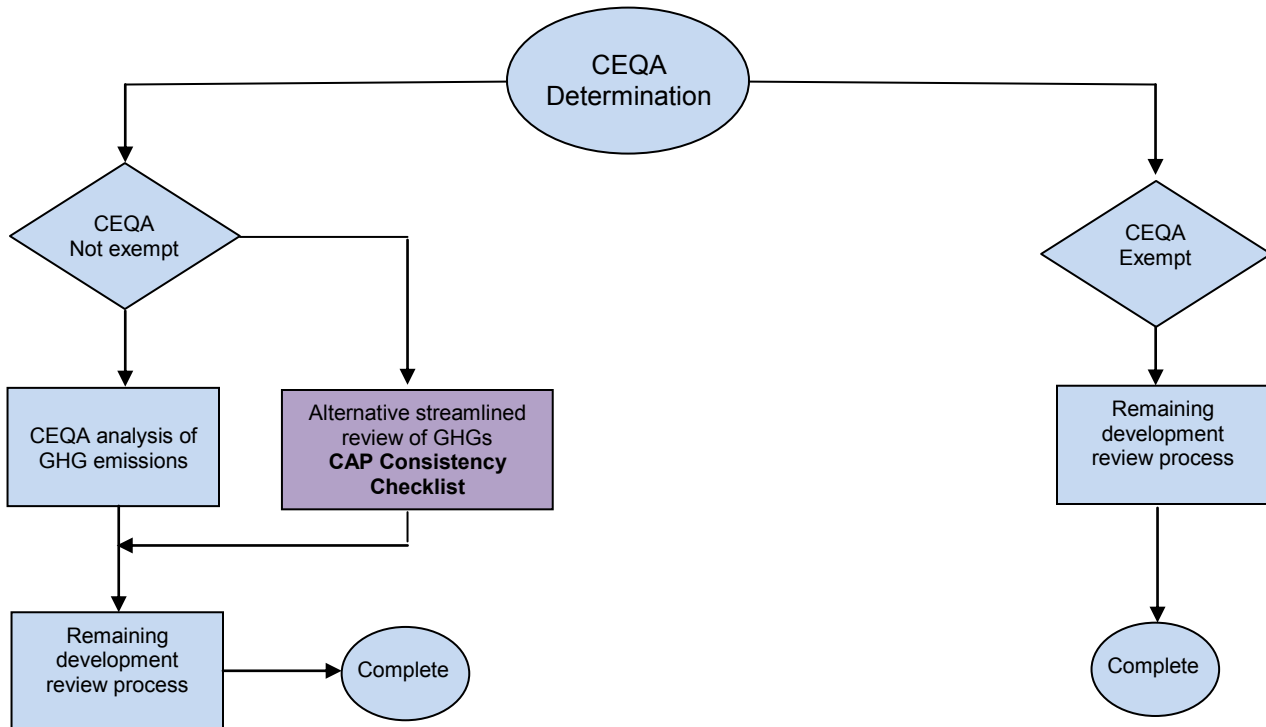 CEQA
Determination
CEQA
Not exempt
CEQA
Exempt
CEQA analysis of
GHG emissions
Alternative streamlined
review of GHGs
CAP Consistency
Checklist
Remaining
development
review process
Remaining
development
review process
Complete
Complete